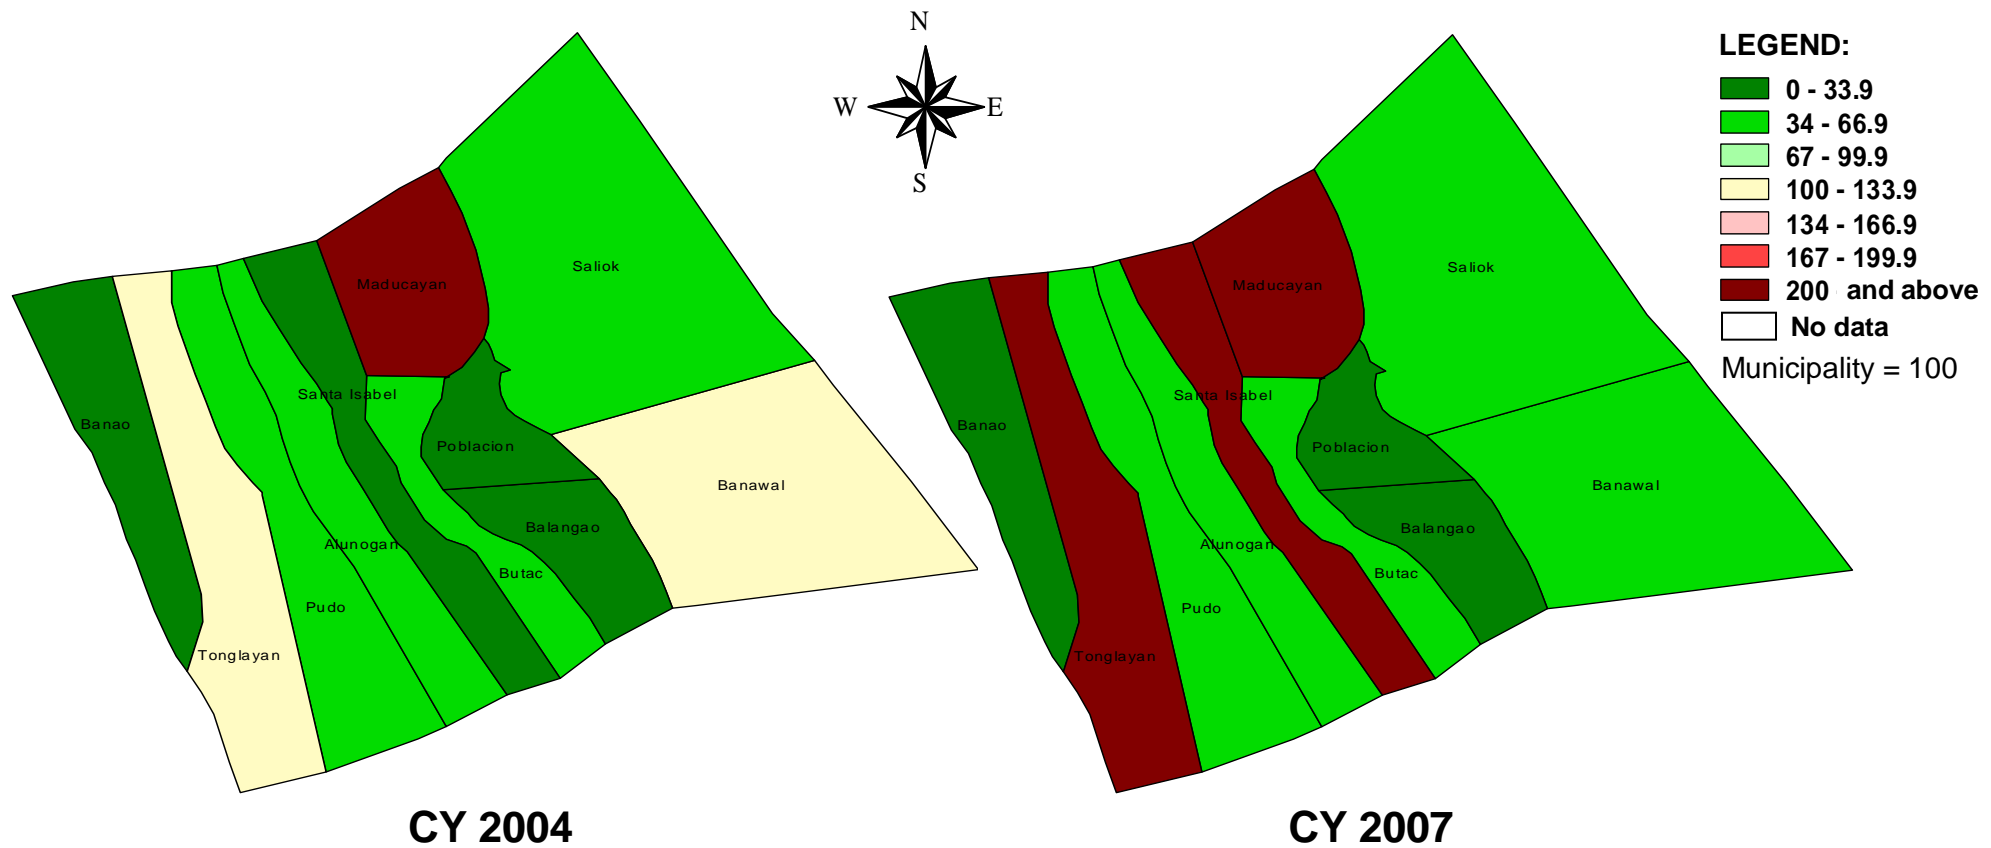 N
W
E
S
Saliok
Maducayan
Santa Isabel
Banao
Poblacion
Banawal
Balangao
Alunogan
Butac
Pudo
Tonglayan
CY 2004
Saliok
Maducayan
Santa Isabel
Banao
Poblacion
Banawal
Balangao
Alunogan
Butac
Pudo
Tonglayan
CY 2007
LEGEND:
0 - 33.9
34 - 66.9
67 - 99.9
100 - 133.9
134 - 166.9
167 - 199.9
200 and above
No data
Municipality = 100